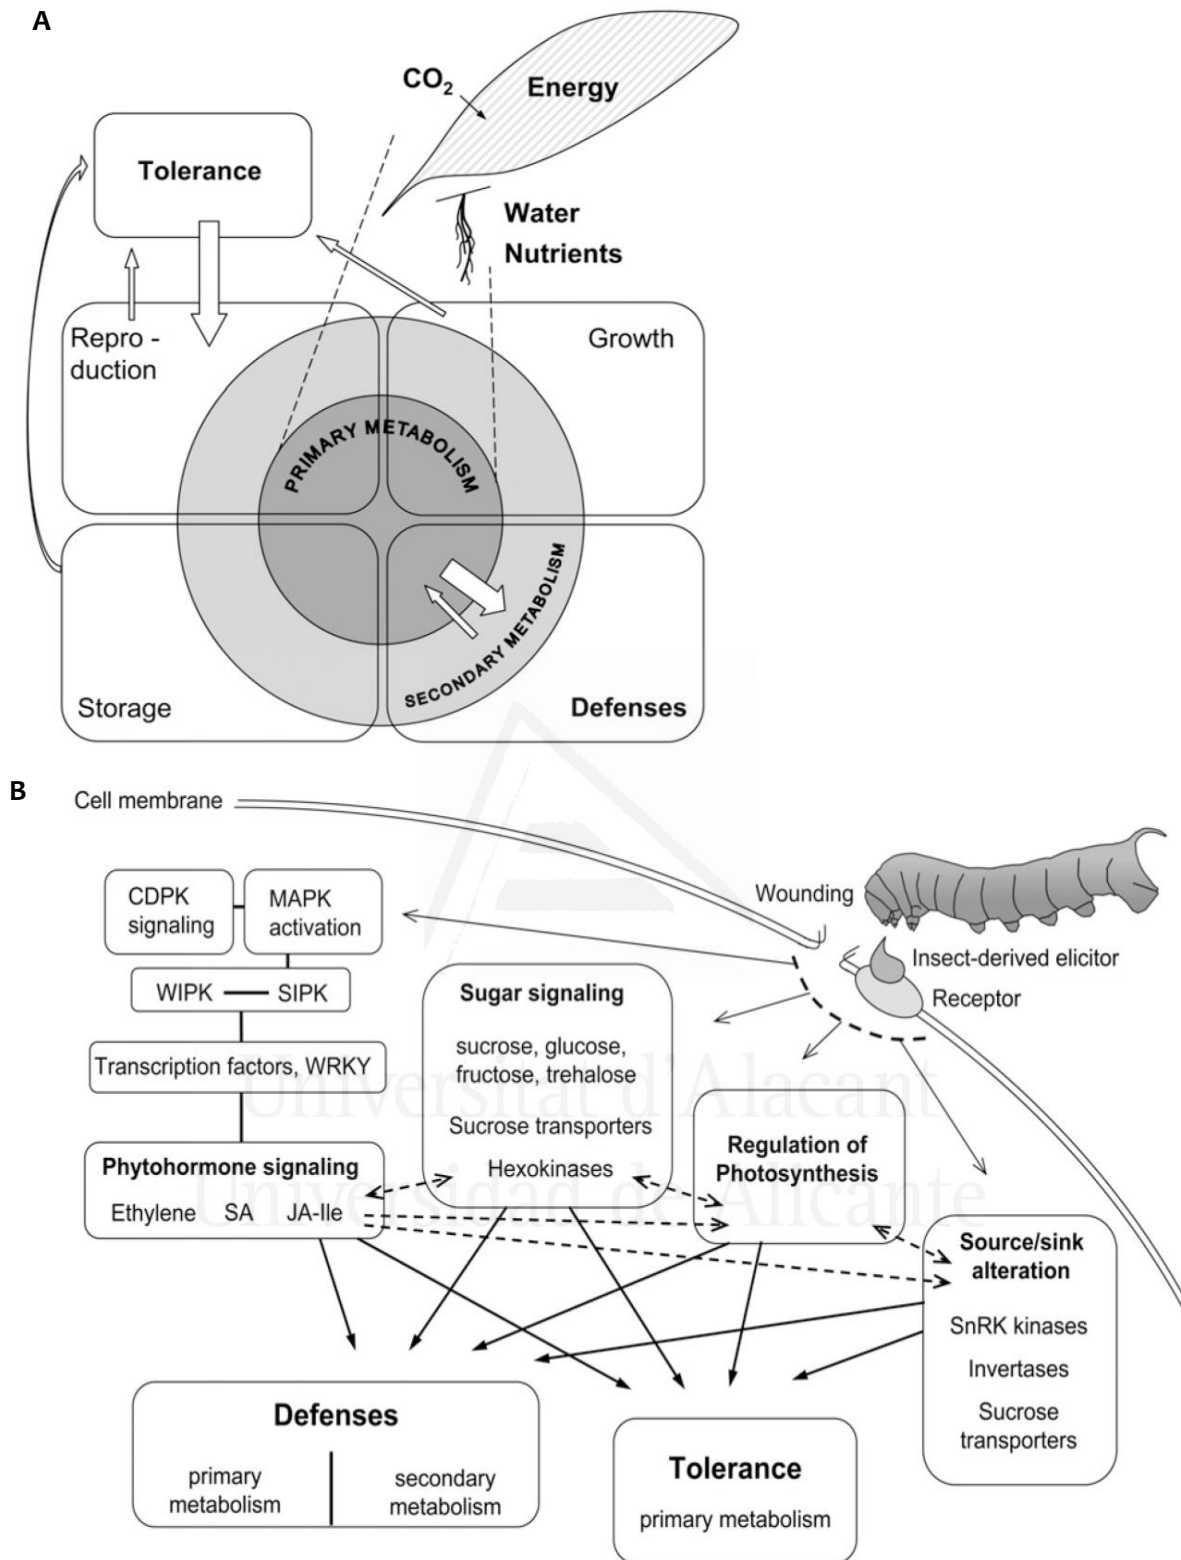 A
CO2
Energy
Tolerance
Water
Nutrients
Repro -
duction
Growth
PRIMARY METABOLISM
SECONDARY METABOLISM
Storage
Defenses
B
Cell membrane
Wounding
Insect-derived elicitor
Receptor
CDPK
signaling
MAPK
activation
WIPK
SIPK
Transcription factors, WRKY
Phytohormone signaling
Ethylene SA JA-Ile
Sugar signaling
sucrose, glucose,
fructose, trehalose
Sucrose transporters
Hexokinases
Regulation of
Photosynthesis
Source/sink
alteration
SnRK kinases
Invertases
Sucrose
transporters
Defenses
primary
metabolism
secondary
metabolism
Tolerance
primary metabolism
Universitat d'Alacant
Universidad de Alicante